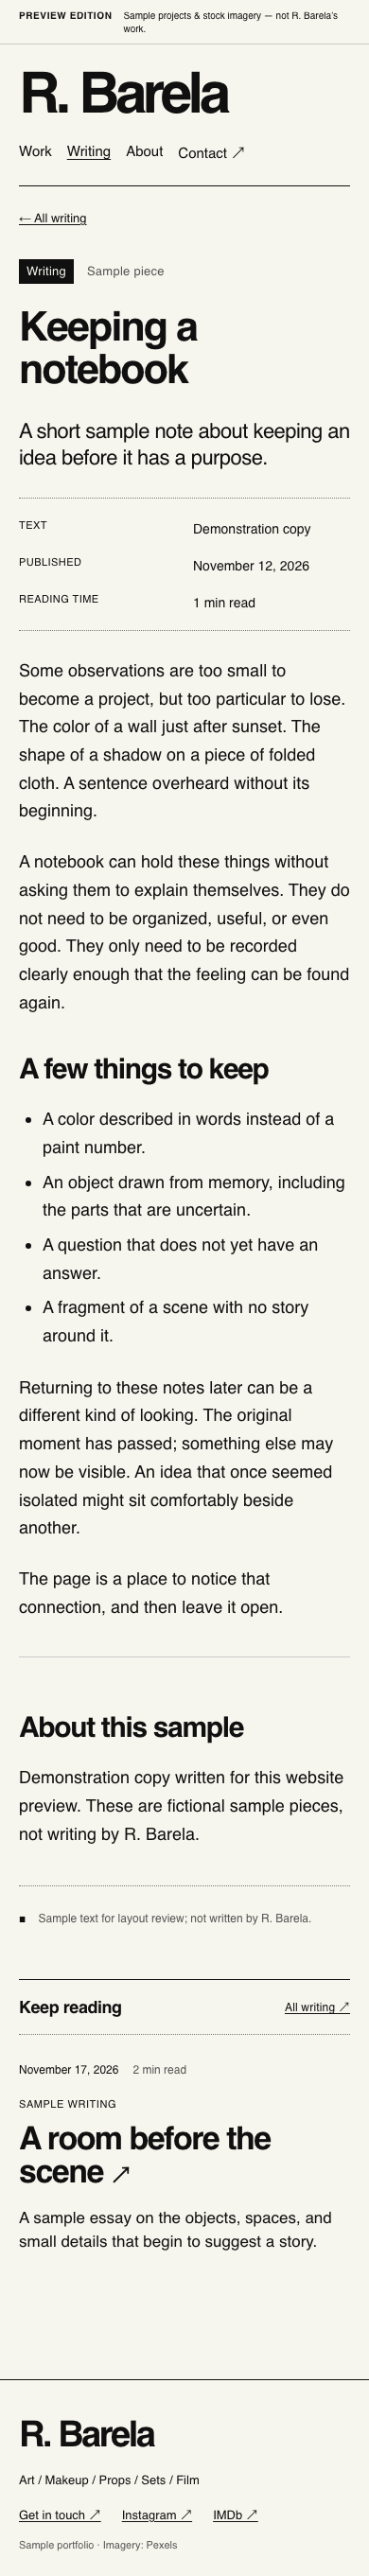 PREVIEW EDITION
Sample projects & stock imagery — not R. Barela's
work.
R. Barela
Work Writing About Contact ↗
← All writing
Writing Sample piece
Keeping a
notebook
A short sample note about keeping an
idea before it has a purpose.
TEXT Demonstration copy
PUBLISHED November 12, 2026
READING TIME 1 min read
Some observations are too small to
become a project, but too particular to lose.
The color of a wall just after sunset. The
shape of a shadow on a piece of folded
cloth. A sentence overheard without its
beginning.
A notebook can hold these things without
asking them to explain themselves. They do
not need to be organized, useful, or even
good. They only need to be recorded
clearly enough that the feeling can be found
again.
A few things to keep
• A color described in words instead of a
paint number.
• An object drawn from memory, including
the parts that are uncertain.
• A question that does not yet have an
answer.
• A fragment of a scene with no story
around it.
Returning to these notes later can be a
different kind of looking. The original
moment has passed; something else may
now be visible. An idea that once seemed
isolated might sit comfortably beside
another.
The page is a place to notice that
connection, and then leave it open.
About this sample
Demonstration copy written for this website
preview. These are fictional sample pieces,
not writing by R. Barela.
■ Sample text for layout review; not written by R. Barela.
Keep reading All writing ↗
November 17, 2026 2 min read
SAMPLE WRITING
A room before the
scene ↗
A sample essay on the objects, spaces, and
small details that begin to suggest a story.
R. Barela
Art / Makeup / Props / Sets / Film
Get in touch ↗ Instagram ↗ IMDb ↗
Sample portfolio · Imagery: Pexels